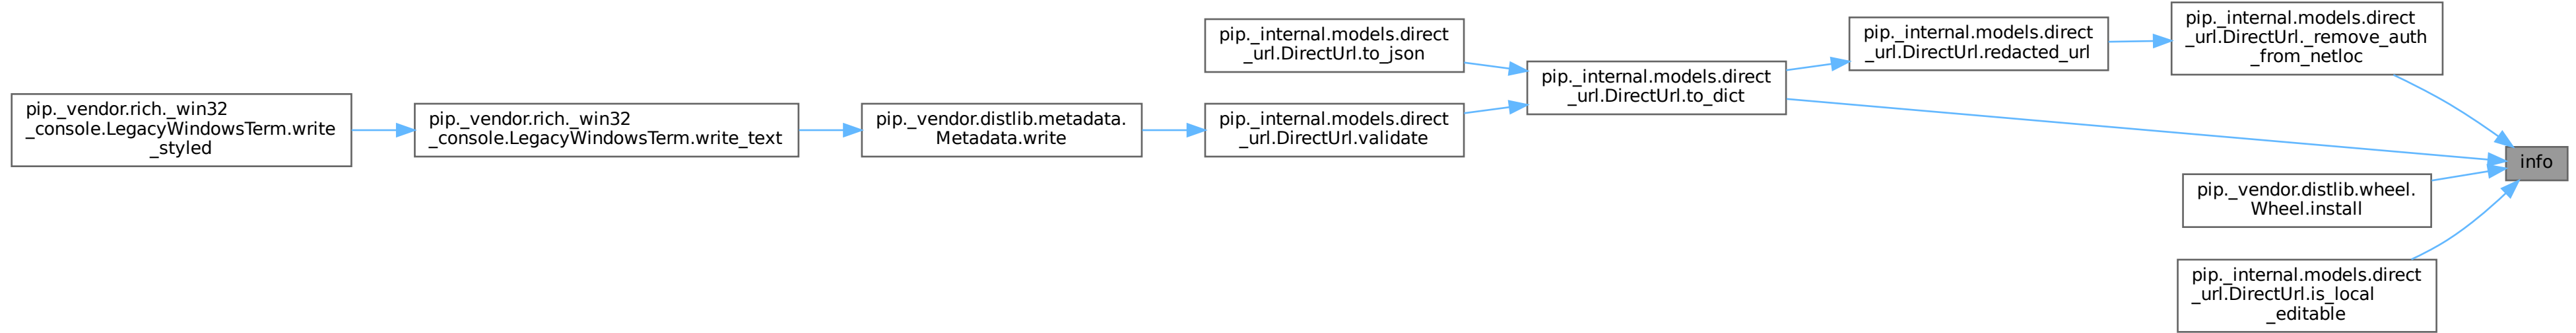 pip._vendor.rich._win32
_console.LegacyWindowsTerm.write
_styled
pip._vendor.rich._win32
_console.LegacyWindowsTerm.write_text
pip._vendor.distlib.metadata.
Metadata.write
pip._internal.models.direct
_url.DirectUrl.to_json
pip._internal.models.direct
_url.DirectUrl.validate
pip._internal.models.direct
_url.DirectUrl.to_dict
pip._internal.models.direct
_url.DirectUrl.redacted_url
pip._internal.models.direct
_url.DirectUrl._remove_auth
_from_netloc
info
pip._vendor.distlib.wheel.
Wheel.install
pip._internal.models.direct
_url.DirectUrl.is_local
_editable